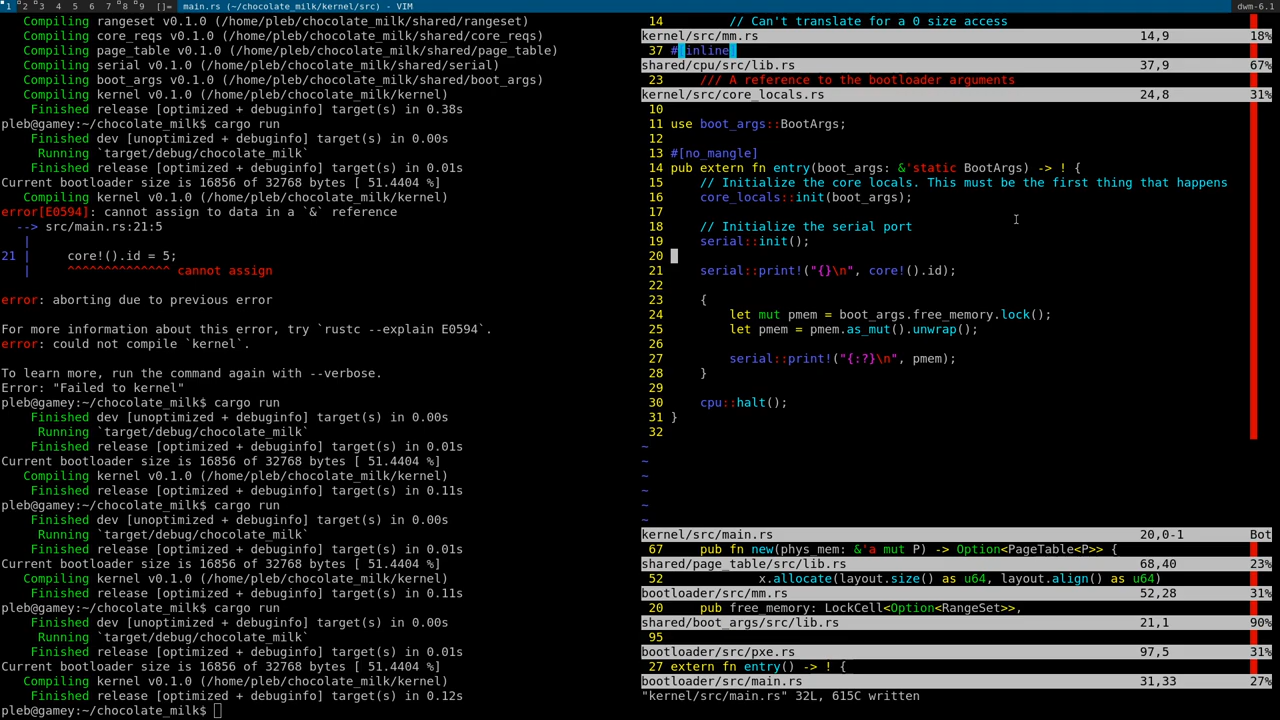 1 2 3 4 5 6 7 8 9 []= main.rs (~/chocolate_milk/kernel/src) - VIM dwm-6.1
Compiling rangeset v0.1.0 (/home/pleb/chocolate_milk/shared/rangeset)
Compiling core_reqs v0.1.0 (/home/pleb/chocolate_milk/shared/core_reqs)
Compiling page_table v0.1.0 (/home/pleb/chocolate_milk/shared/page_table)
Compiling serial v0.1.0 (/home/pleb/chocolate_milk/shared/serial)
Compiling boot_args v0.1.0 (/home/pleb/chocolate_milk/shared/boot_args)
Compiling kernel v0.1.0 (/home/pleb/chocolate_milk/kernel)
Finished release [optimized + debuginfo] target(s) in 0.38s
pleb@gamey:~/chocolate_milk$ cargo run
Finished dev [unoptimized + debuginfo] target(s) in 0.00s
Running `target/debug/chocolate_milk`
Finished release [optimized + debuginfo] target(s) in 0.01s
Current bootloader size is 16856 of 32768 bytes [ 51.4404 %]
Compiling kernel v0.1.0 (/home/pleb/chocolate_milk/kernel)
error[E0594]: cannot assign to data in a `&` reference
--> src/main.rs:21:5
|
21 |     core!().id = 5;
|     ^^^^^^^^^^^^^^ cannot assign
error: aborting due to previous error
For more information about this error, try `rustc --explain E0594`.
error: could not compile `kernel`.
To learn more, run the command again with --verbose.
Error: "Failed to kernel"
pleb@gamey:~/chocolate_milk$ cargo run
Finished dev [unoptimized + debuginfo] target(s) in 0.00s
Running `target/debug/chocolate_milk`
Finished release [optimized + debuginfo] target(s) in 0.01s
Current bootloader size is 16856 of 32768 bytes [ 51.4404 %]
Compiling kernel v0.1.0 (/home/pleb/chocolate_milk/kernel)
Finished release [optimized + debuginfo] target(s) in 0.11s
pleb@gamey:~/chocolate_milk$ cargo run
Finished dev [unoptimized + debuginfo] target(s) in 0.00s
Running `target/debug/chocolate_milk`
Finished release [optimized + debuginfo] target(s) in 0.01s
Current bootloader size is 16856 of 32768 bytes [ 51.4404 %]
Compiling kernel v0.1.0 (/home/pleb/chocolate_milk/kernel)
Finished release [optimized + debuginfo] target(s) in 0.11s
pleb@gamey:~/chocolate_milk$ cargo run
Finished dev [unoptimized + debuginfo] target(s) in 0.00s
Running `target/debug/chocolate_milk`
Finished release [optimized + debuginfo] target(s) in 0.01s
Current bootloader size is 16856 of 32768 bytes [ 51.4404 %]
Compiling kernel v0.1.0 (/home/pleb/chocolate_milk/kernel)
Finished release [optimized + debuginfo] target(s) in 0.12s
pleb@gamey:~/chocolate_milk$
14 // Can't translate for a 0 size access
kernel/src/mm.rs 14,9 18%
37 #[inline]
shared/cpu/src/lib.rs 37,9 67%
23 /// A reference to the bootloader arguments
kernel/src/core_locals.rs 24,8 31%
10
11 use boot_args::BootArgs;
12
13 #[no_mangle]
14 pub extern fn entry(boot_args: &'static BootArgs) -> ! {
15 // Initialize the core locals. This must be the first thing that happens
16 core_locals::init(boot_args);
17
18 // Initialize the serial port
19 serial::init();
20
21 serial::print!("{}\n", core!().id);
22
23 {
24 let mut pmem = boot_args.free_memory.lock();
25 let pmem = pmem.as_mut().unwrap();
26
27 serial::print!("{:?}\n", pmem);
28 }
29
30 cpu::halt();
31 }
32
~
~
~
~
~
~
kernel/src/main.rs 20,0-1 Bot
67 pub fn new(phys_mem: &'a mut P) -> Option<PageTable<P>> {
shared/page_table/src/lib.rs 68,40 23%
52 x.allocate(layout.size() as u64, layout.align() as u64)
bootloader/src/mm.rs 52,28 31%
20 pub free_memory: LockCell<Option<RangeSet>>,
shared/boot_args/src/lib.rs 21,1 90%
95
bootloader/src/pxe.rs 97,5 31%
27 extern fn entry() -> ! {
bootloader/src/main.rs 31,33 27%
"kernel/src/main.rs" 32L, 615C written